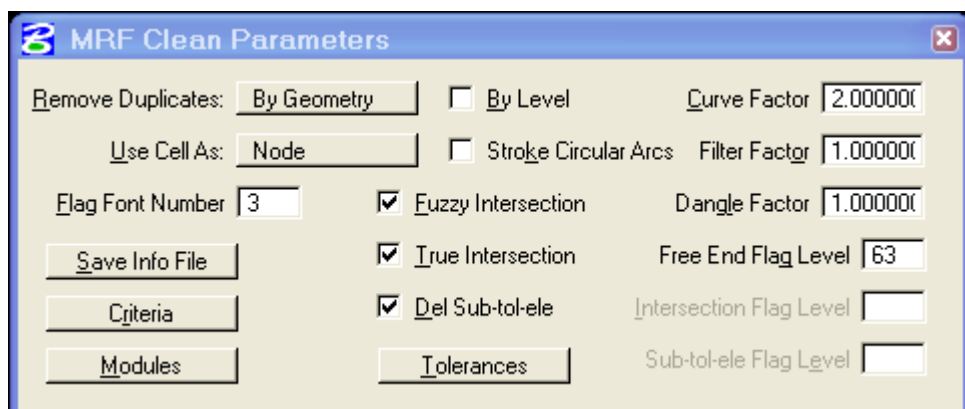 MRF Clean Parameters
Remove Duplicates: By Geometry By Level Curve Factor 2.000000
Use Cell As: Node Stroke Circular Arcs Filter Factor 1.000000
Flag Font Number 3 Fuzzy Intersection Dangle Factor 1.000000
Save Info File True Intersection Free End Flag Level 63
Criteria Del Sub-tol-ele Intersection Flag Level
Modules Tolerances Sub-tol-ele Flag Level